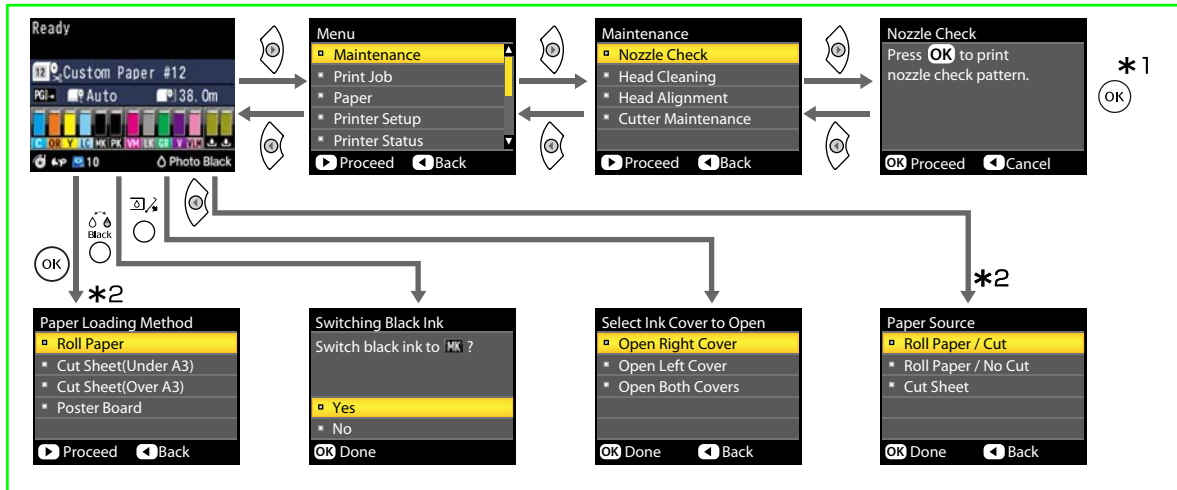 Ready
12 Custom Paper #12
PGI Auto 38.0m
C OR Y LC MK PK VM LK GR V VLM
10 Photo Black
Menu
Maintenance
Print Job
Paper
Printer Setup
Printer Status
Proceed Back
Maintenance
Nozzle Check
Head Cleaning
Head Alignment
Cutter Maintenance
Proceed Back
Nozzle Check
Press OK to print
nozzle check pattern.
OK Proceed Cancel
*1
OK
OK
Black
*2
*2
Paper Loading Method
Roll Paper
Cut Sheet(Under A3)
Cut Sheet(Over A3)
Poster Board
Proceed Back
Switching Black Ink
Switch black ink to MK ?
Yes
No
OK Done
Select Ink Cover to Open
Open Right Cover
Open Left Cover
Open Both Covers
OK Done Back
Paper Source
Roll Paper / Cut
Roll Paper / No Cut
Cut Sheet
OK Done Back